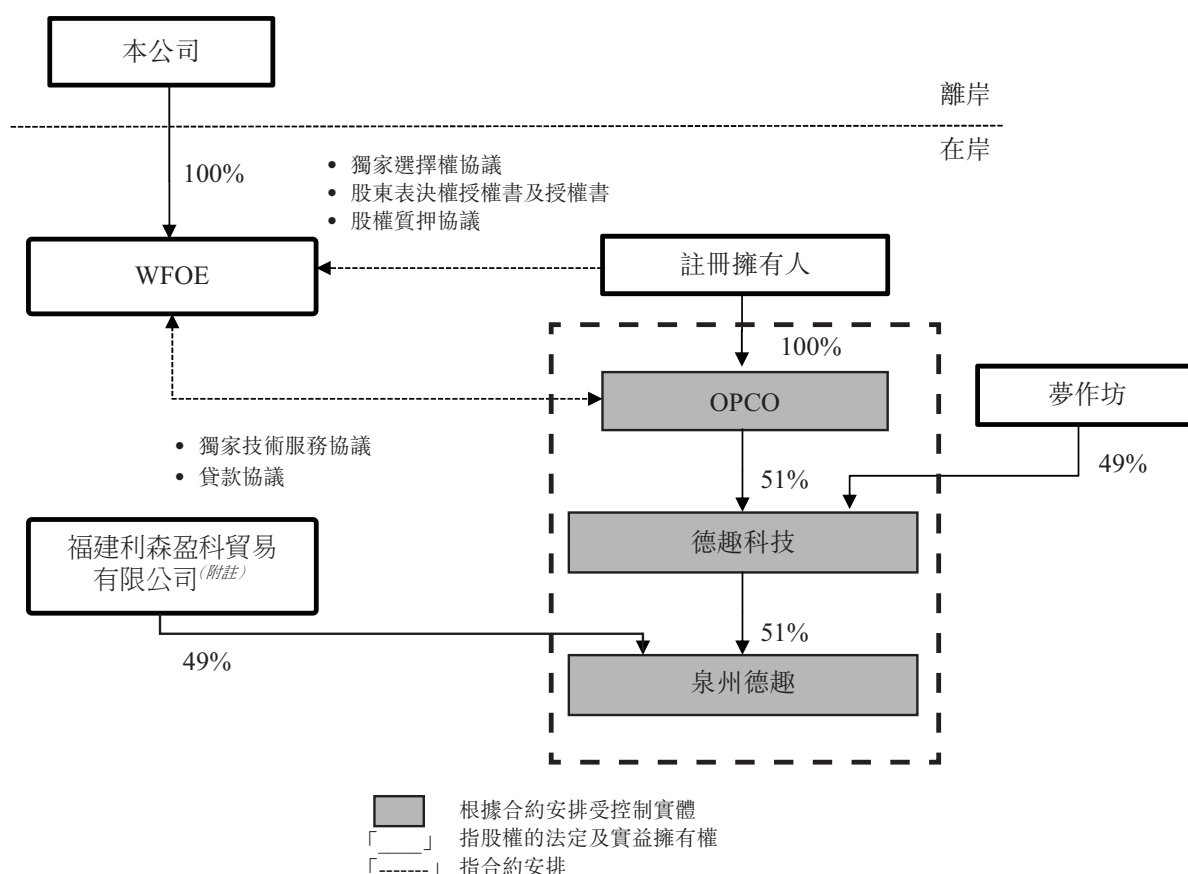 本公司
離岸
在岸
100%
• 獨家選擇權協議
• 股東表決權授權書及授權書
• 股權質押協議
WFOE
註冊擁有人
100%
OPCO
夢作坊
• 獨家技術服務協議
• 貸款協議
51%
49%
福建利森盈科貿易
有限公司(附註)
德趣科技
51%
49%
泉州德趣
根據合約安排受控制實體
「____」 指股權的法定及實益擁有權
「-------」 指合約安排